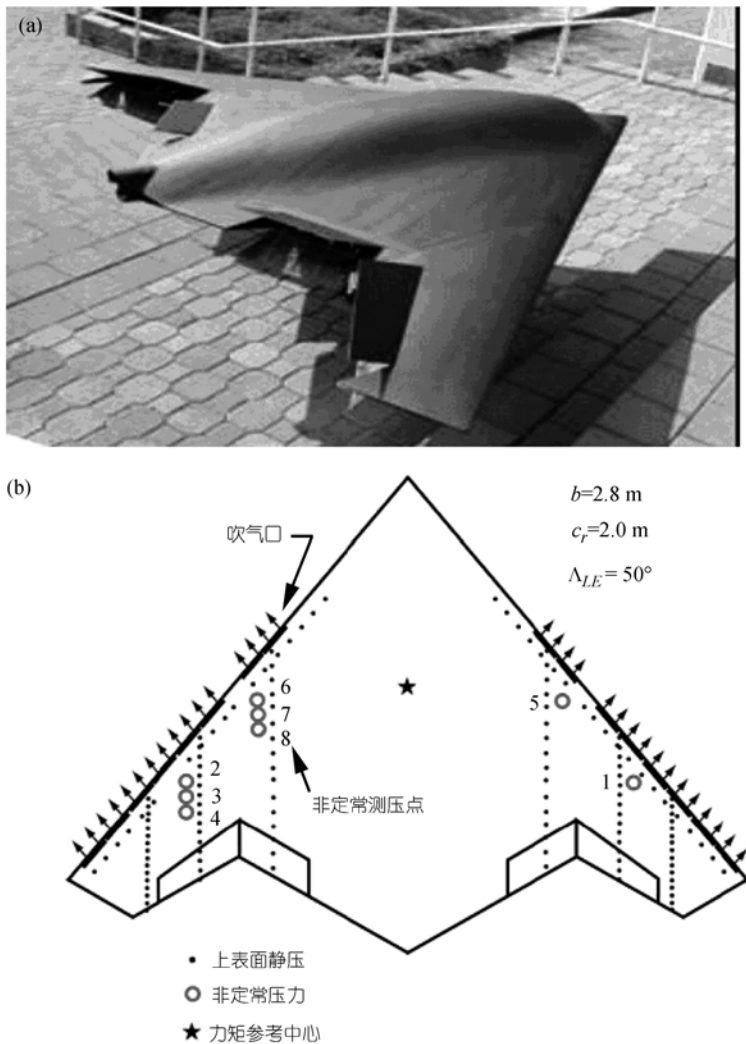 (a)
(b)
b=2.8 m
c_r=2.0 m
Λ_LE = 50°
吹气口
6
7
8
5
2
3
4
1
非定常测压点
上表面静压
非定常压力
力矩参考中心